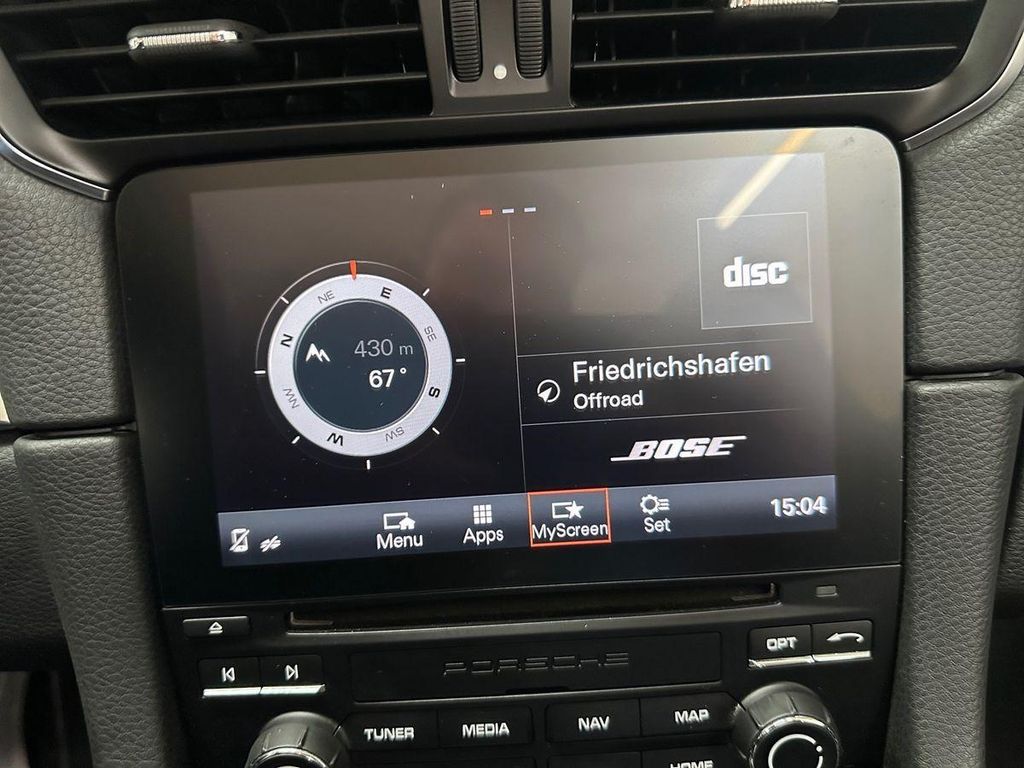 disc
NE
E
SE
N
S
NW
W
SW
430 m
67°
Friedrichshafen
Offroad
BOSE
Menu
Apps
MyScreen
Set
15:04
PORSCHE
OPT
TUNER
MEDIA
NAV
MAP
HOME